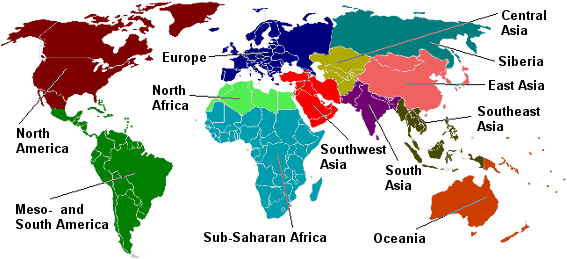 Central
Asia
Europe
Siberia
East Asia
North
Africa
Southeast
Asia
North
America
Southwest
Asia
South
Asia
Meso- and
South America
Sub-Saharan Africa
Oceania